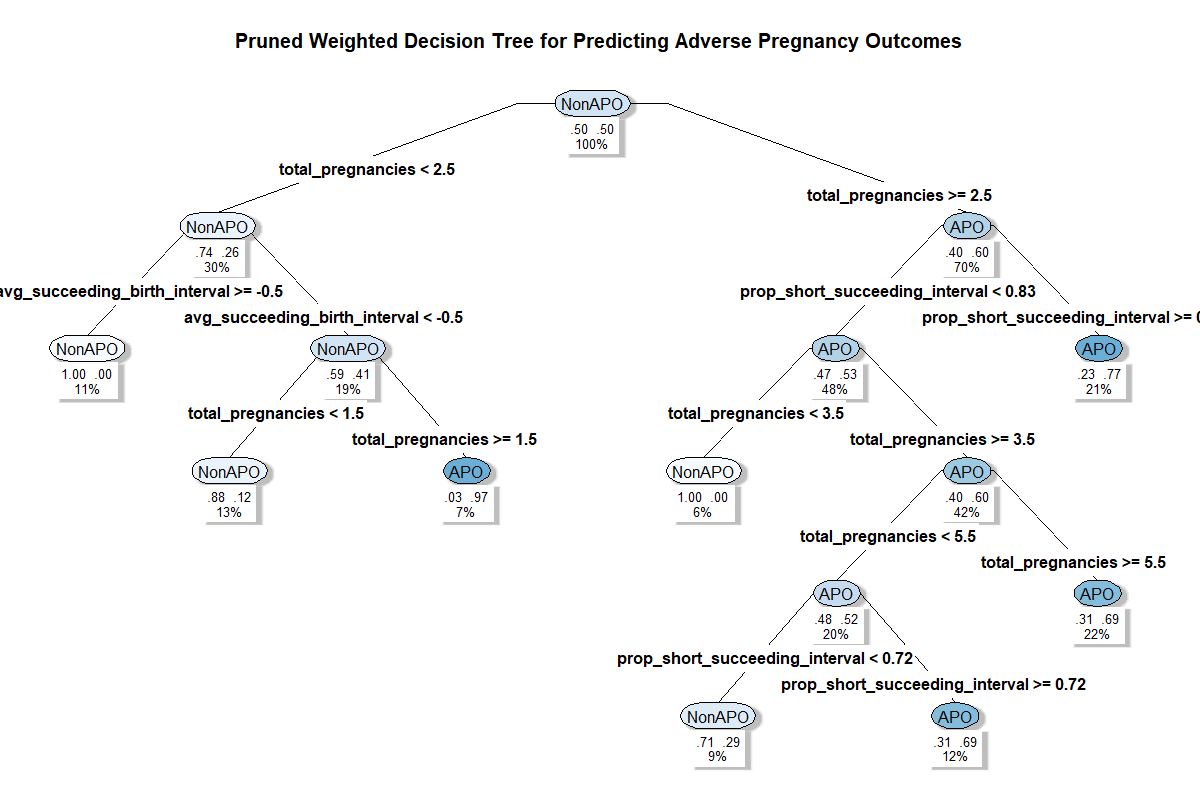 Pruned Weighted Decision Tree for Predicting Adverse Pregnancy Outcomes
NonAPO
.50 .50
100%
total_pregnancies < 2.5
total_pregnancies >= 2.5
NonAPO
.74 .26
30%
APO
.40 .60
70%
avg_succeeding_birth_interval >= -0.5
prop_short_succeeding_interval < 0.83
avg_succeeding_birth_interval < -0.5
prop_short_succeeding_interval >= 0
NonAPO
1.00 .00
11%
NonAPO
.59 .41
19%
APO
.47 .53
48%
APO
.23 .77
21%
total_pregnancies < 1.5
total_pregnancies < 3.5
total_pregnancies >= 1.5
total_pregnancies >= 3.5
NonAPO
.88 .12
13%
APO
.03 .97
7%
NonAPO
1.00 .00
6%
APO
.40 .60
42%
total_pregnancies < 5.5
total_pregnancies >= 5.5
APO
.48 .52
20%
APO
.31 .69
22%
prop_short_succeeding_interval < 0.72
prop_short_succeeding_interval >= 0.72
NonAPO
.71 .29
9%
APO
.31 .69
12%